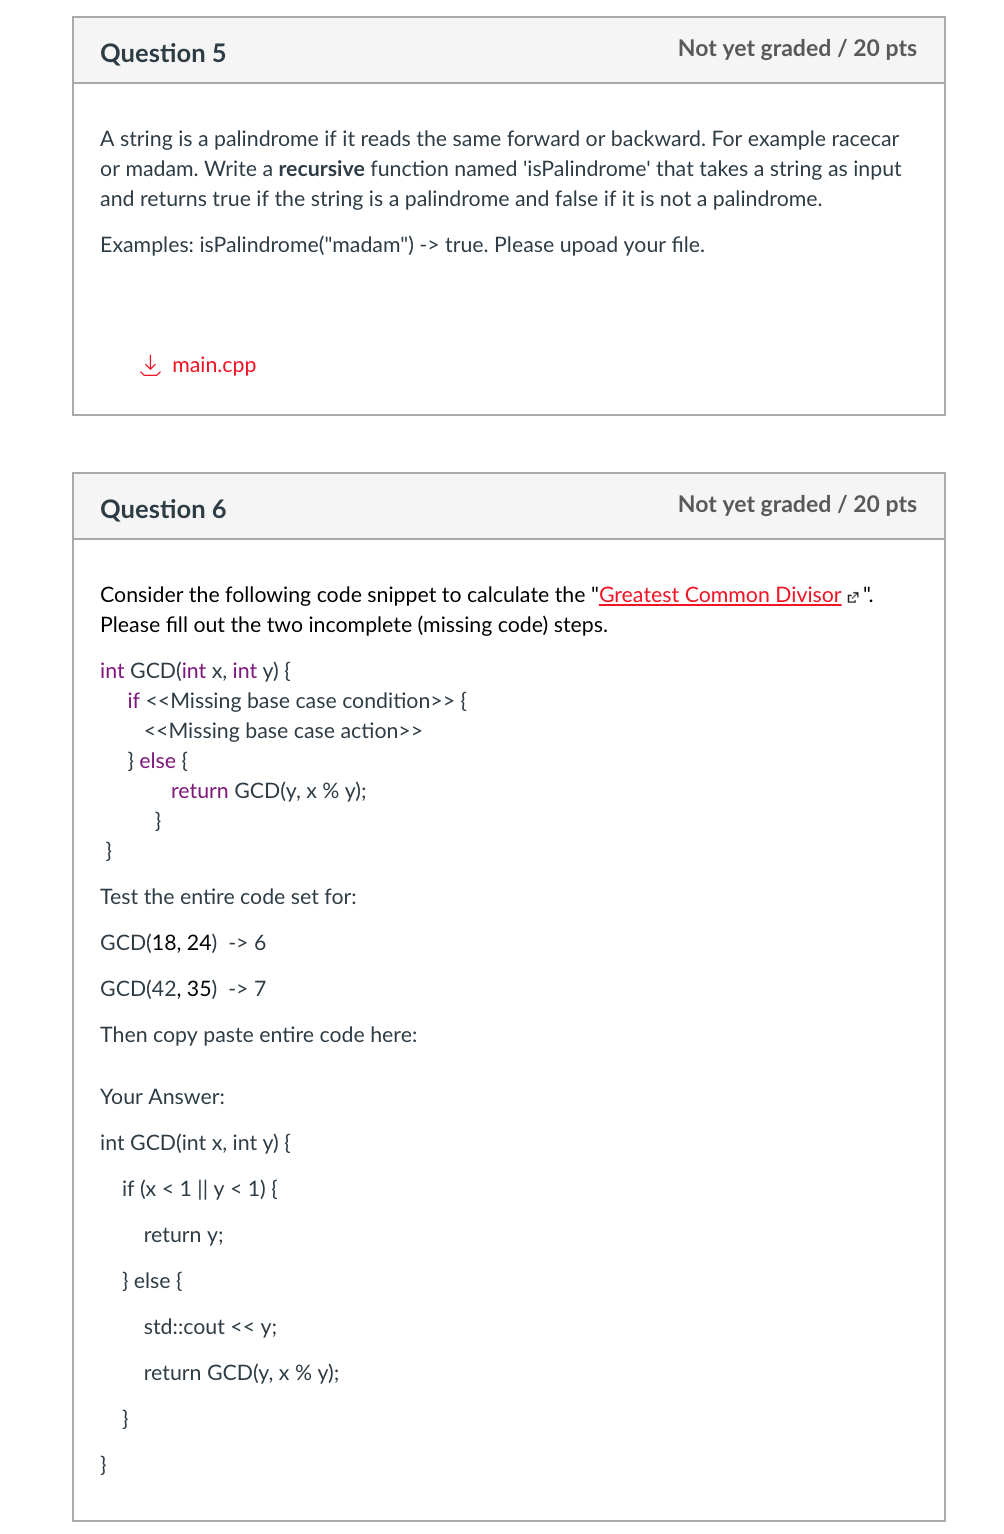 Question 5
Not yet graded / 20 pts
A string is a palindrome if it reads the same forward or backward. For example racecar
or madam. Write a recursive function named 'isPalindrome' that takes a string as input
and returns true if the string is a palindrome and false if it is not a palindrome.
Examples: isPalindrome("madam") -> true. Please upoad your file.
main.cpp
Question 6
Not yet graded / 20 pts
Consider the following code snippet to calculate the "Greatest Common Divisor".
Please fill out the two incomplete (missing code) steps.
int GCD(int x, int y) {
if <<Missing base case condition>> {
<<Missing base case action>>
} else {
return GCD(y, x % y);
}
}
Test the entire code set for:
GCD(18, 24) -> 6
GCD(42, 35) -> 7
Then copy paste entire code here:
Your Answer:
int GCD(int x, int y) {
if (x < 1 || y < 1) {
return y;
} else {
std::cout << y;
return GCD(y, x % y);
}
}